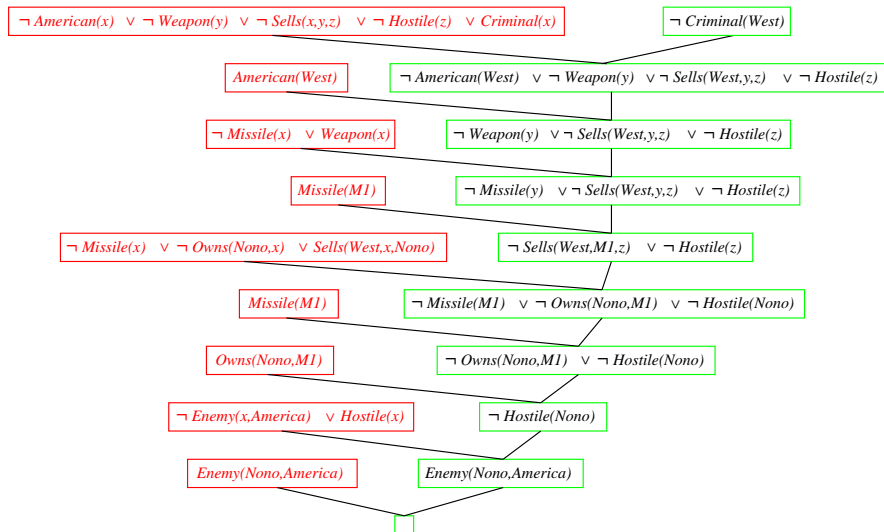 ¬ American(x) ∨ ¬ Weapon(y) ∨ ¬ Sells(x,y,z) ∨ ¬ Hostile(z) ∨ Criminal(x)
¬ Criminal(West)
American(West)
¬ American(West) ∨ ¬ Weapon(y) ∨ ¬ Sells(West,y,z) ∨ ¬ Hostile(z)
¬ Missile(x) ∨ Weapon(x)
¬ Weapon(y) ∨ ¬ Sells(West,y,z) ∨ ¬ Hostile(z)
Missile(M1)
¬ Missile(y) ∨ ¬ Sells(West,y,z) ∨ ¬ Hostile(z)
¬ Missile(x) ∨ ¬ Owns(Nono,x) ∨ Sells(West,x,Nono)
¬ Sells(West,M1,z) ∨ ¬ Hostile(z)
Missile(M1)
¬ Missile(M1) ∨ ¬ Owns(Nono,M1) ∨ ¬ Hostile(Nono)
Owns(Nono,M1)
¬ Owns(Nono,M1) ∨ ¬ Hostile(Nono)
¬ Enemy(x,America) ∨ Hostile(x)
¬ Hostile(Nono)
Enemy(Nono,America)
Enemy(Nono,America)